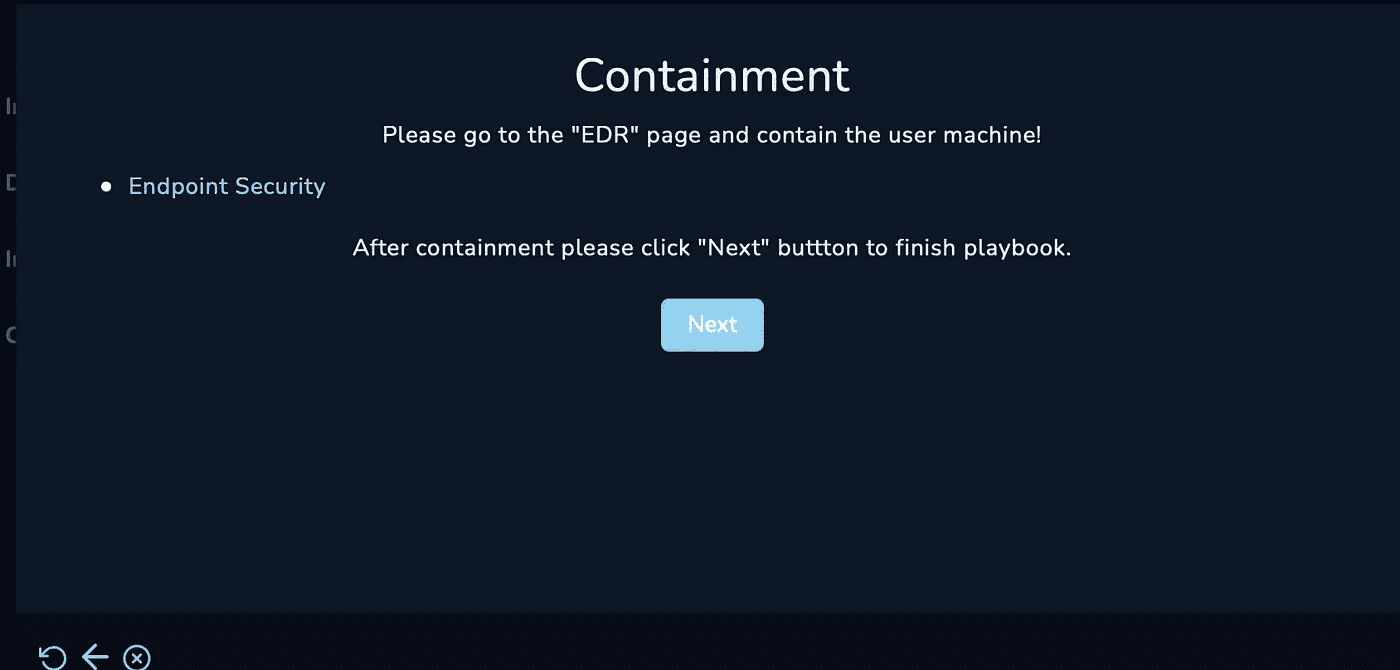 Containment
Please go to the "EDR" page and contain the user machine!
Endpoint Security
After containment please click "Next" buttton to finish playbook.
Next